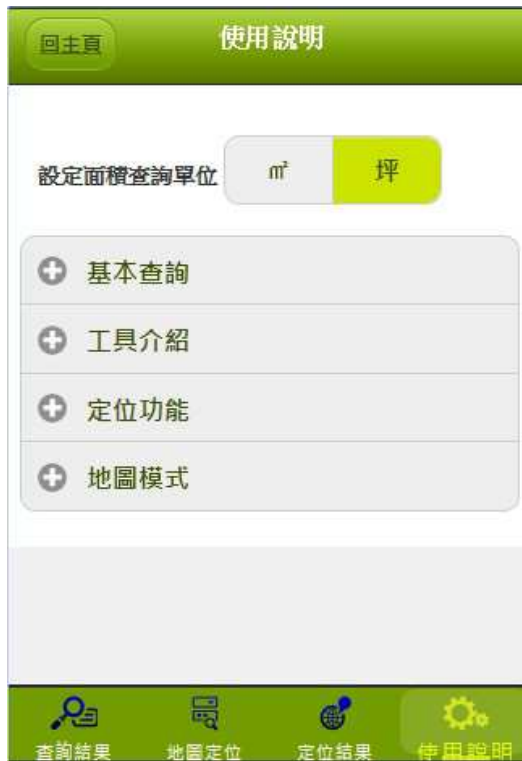 回主頁
使用說明
設定面積查詢單位 ㎡ 坪
基本查詢
工具介紹
定位功能
地圖模式
查詢結果 地圖定位 定位結果 使用說明